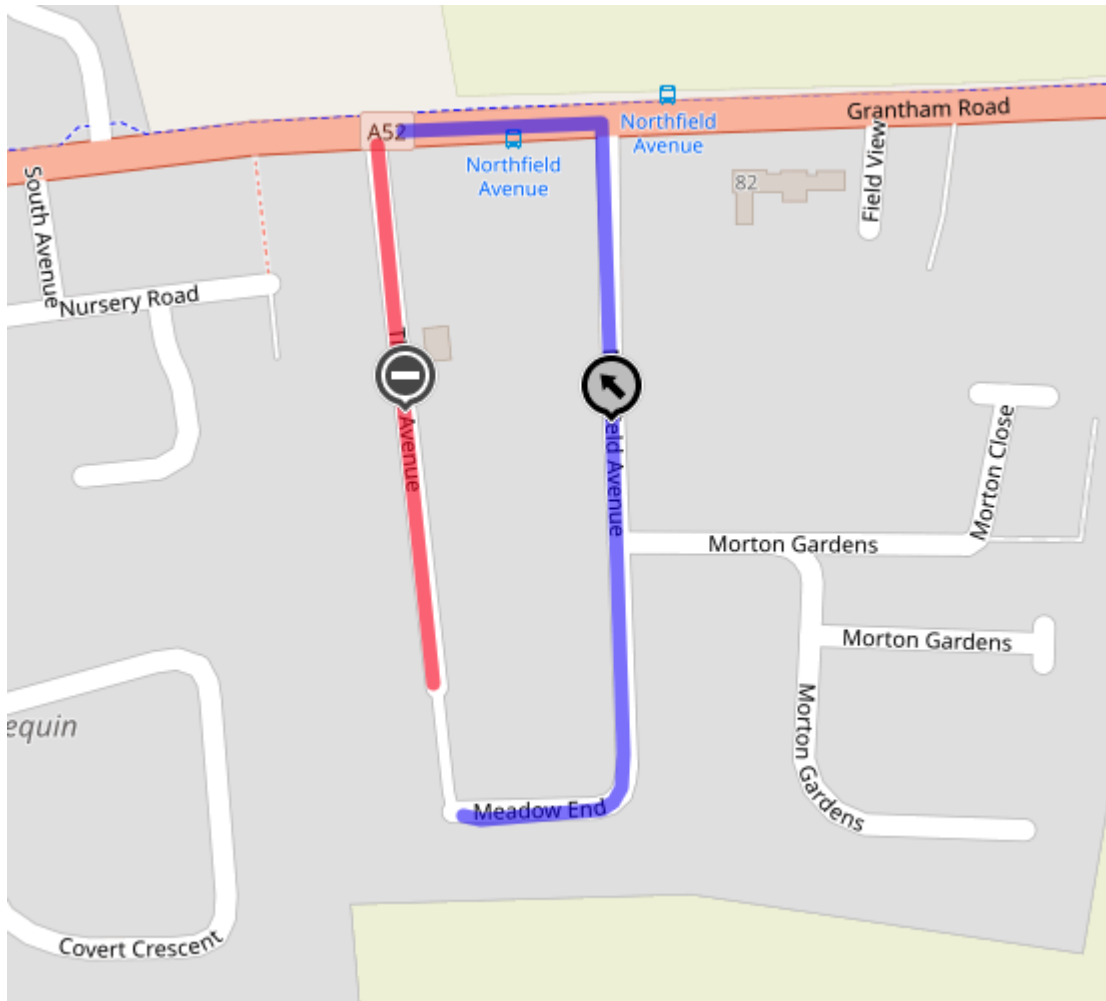 Grantham Road
A52
Northfield
Avenue
Northfield
Avenue
82
Field View
South Avenue
Nursery Road
Avenue
eld Avenue
Morton Close
Morton Gardens
Morton Gardens
equin
Morton Gardens
Meadow End
Covert Crescent